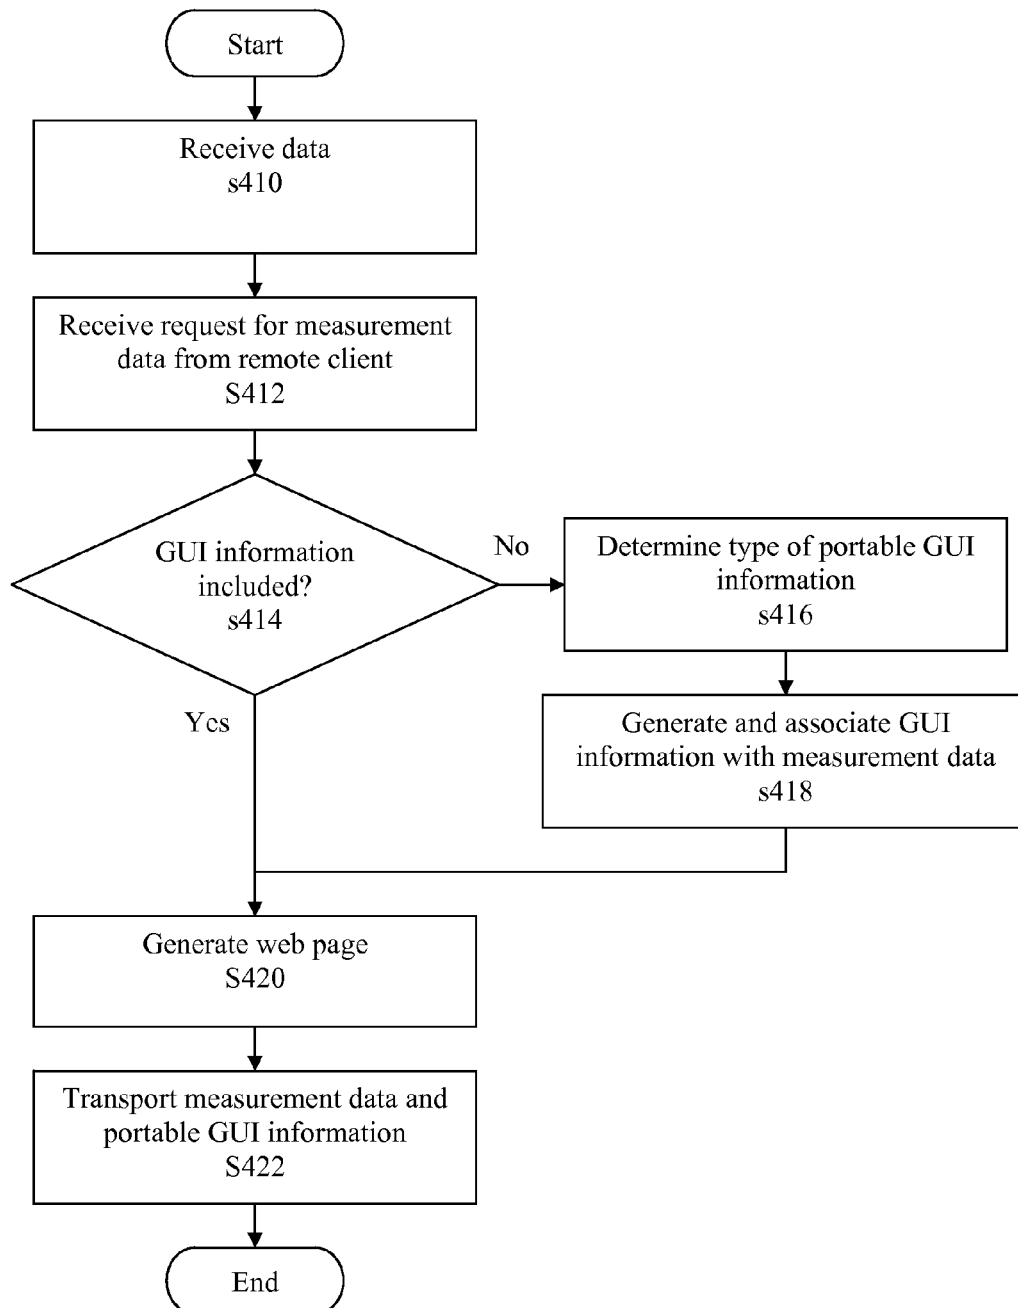 Start
Receive data
s410
Receive request for measurement
data from remote client
S412
GUI information
included?
s414
No
Determine type of portable GUI
information
s416
Yes
Generate and associate GUI
information with measurement data
s418
Generate web page
S420
Transport measurement data and
portable GUI information
S422
End